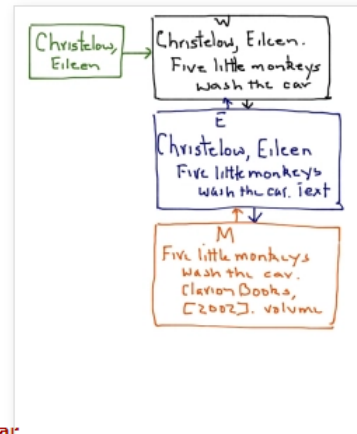 W
Christelow,
Eileen
Christelow, Eileen.
Five little monkeys
wash the car
E
Christelow, Eileen
Five little monkeys
wash the car. Text
M
Five little monkeys
wash the car.
Clarion Books,
[2002]. volume
ar